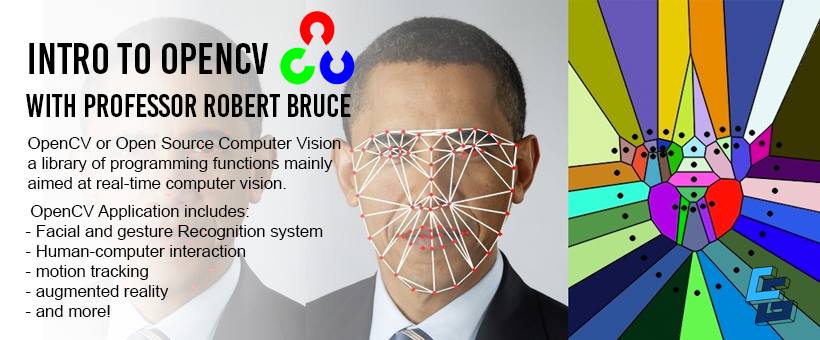 INTRO TO OPENCV
WITH PROFESSOR ROBERT BRUCE
OpenCV or Open Source Computer Vision
a library of programming functions mainly
aimed at real-time computer vision.
OpenCV Application includes:
- Facial and gesture Recognition system
- Human-computer interaction
- motion tracking
- augmented reality
- and more!